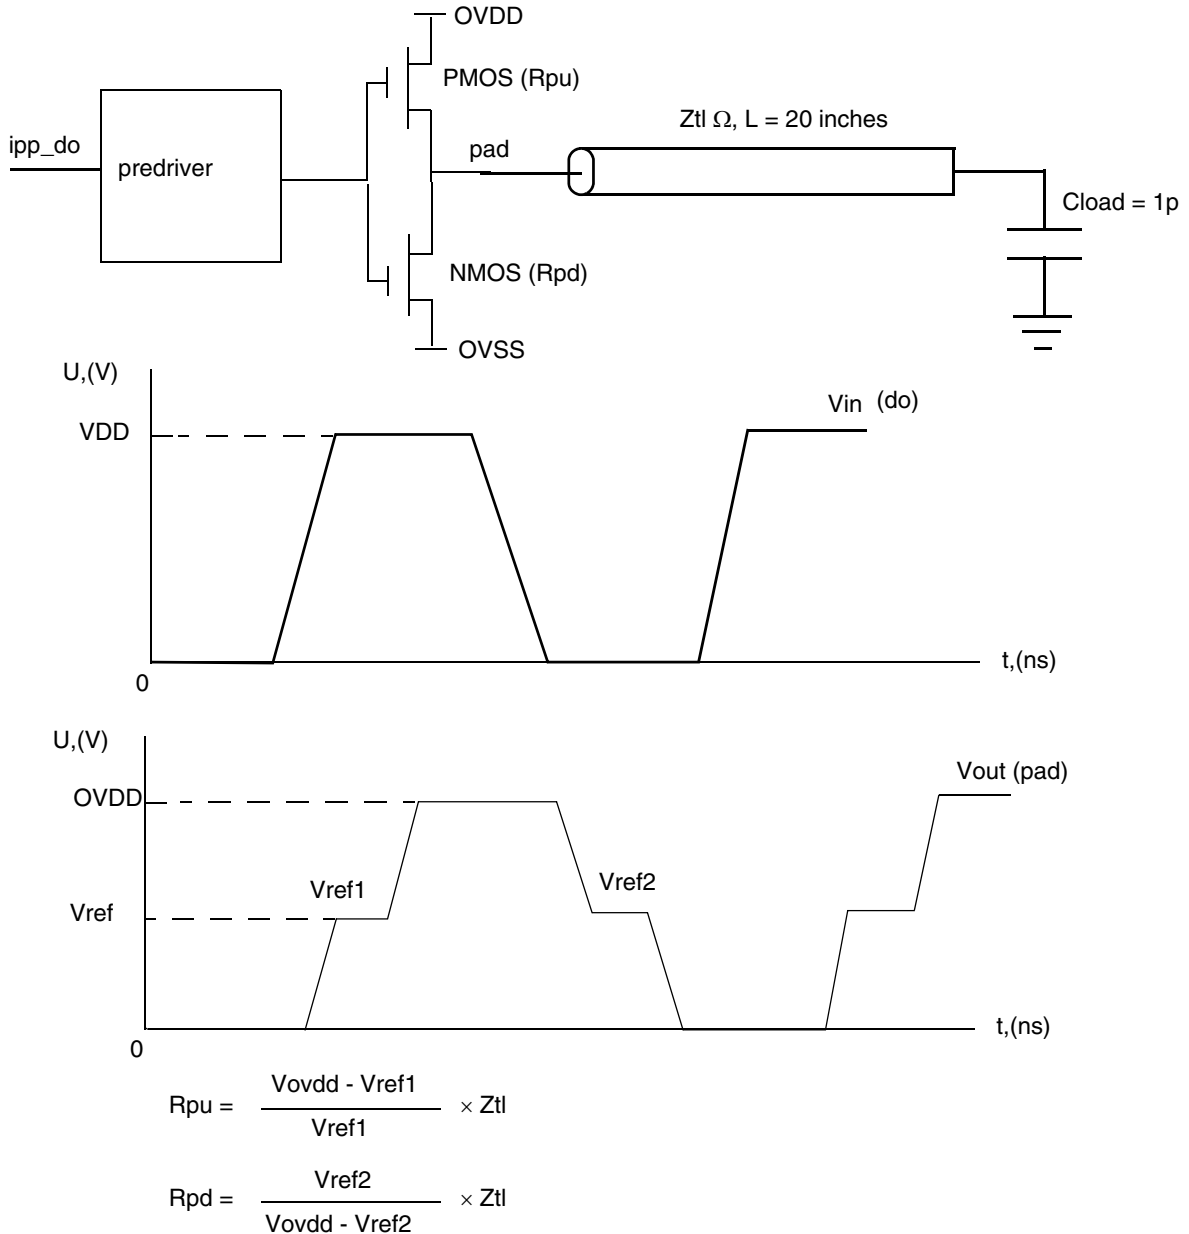 OVDD
PMOS (Rpu)
Ztl Ω, L = 20 inches
ipp_do
predriver
pad
Cload = 1p
NMOS (Rpd)
OVSS
U,(V)
VDD
Vin (do)
t,(ns)
0
U,(V)
OVDD
Vout (pad)
Vref1
Vref2
Vref
t,(ns)
0
Vovdd - Vref1
Rpu = × Ztl
Vref1
Vref2
Rpd = × Ztl
Vovdd - Vref2